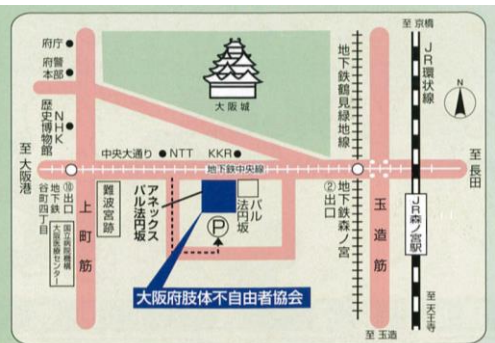 至 京橋
府庁
府警本部
NHK
歴史博物館
大阪城
地下鉄鶴見緑地線
JR環状線
N
中央大通り
NTT
KKR
地下鉄中央線
至 大阪港
至 長田
⑩出口
地下鉄
谷町四丁目
国立病院機構
大阪医療センター
上町筋
難波宮跡
アネックス
パル法円坂
パル
法円坂
P
②出口
地下鉄森ノ宮
玉造筋
JR森ノ宮駅
大阪府肢体不自由者協会
至 天王寺
至 玉造